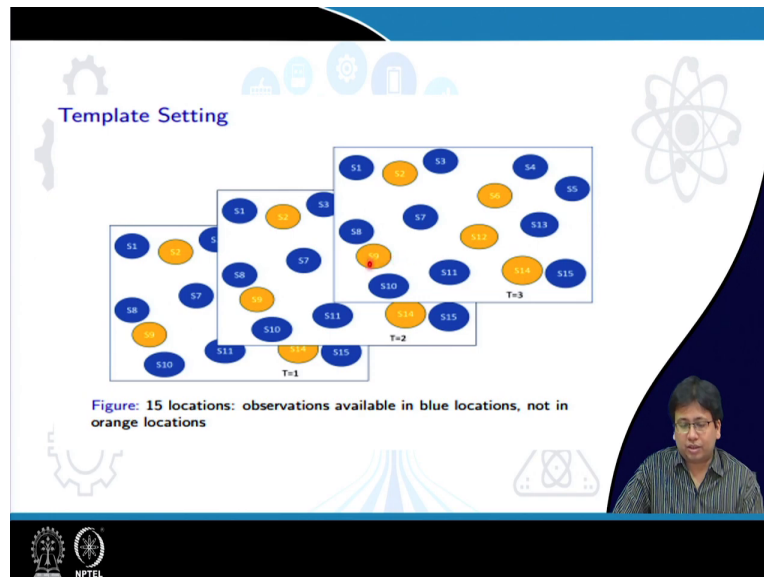 Template Setting
S1
S2
S3
S4
S5
S6
S7
S8
S9
S10
S11
S12
S13
S14
S15
T=3
S1
S2
S3
S7
S8
S9
S10
S11
S14
S15
T=2
S1
S2
S7
S8
S9
S10
S11
S14
S15
T=1
Figure: 15 locations: observations available in blue locations, not in
orange locations
NPTEL